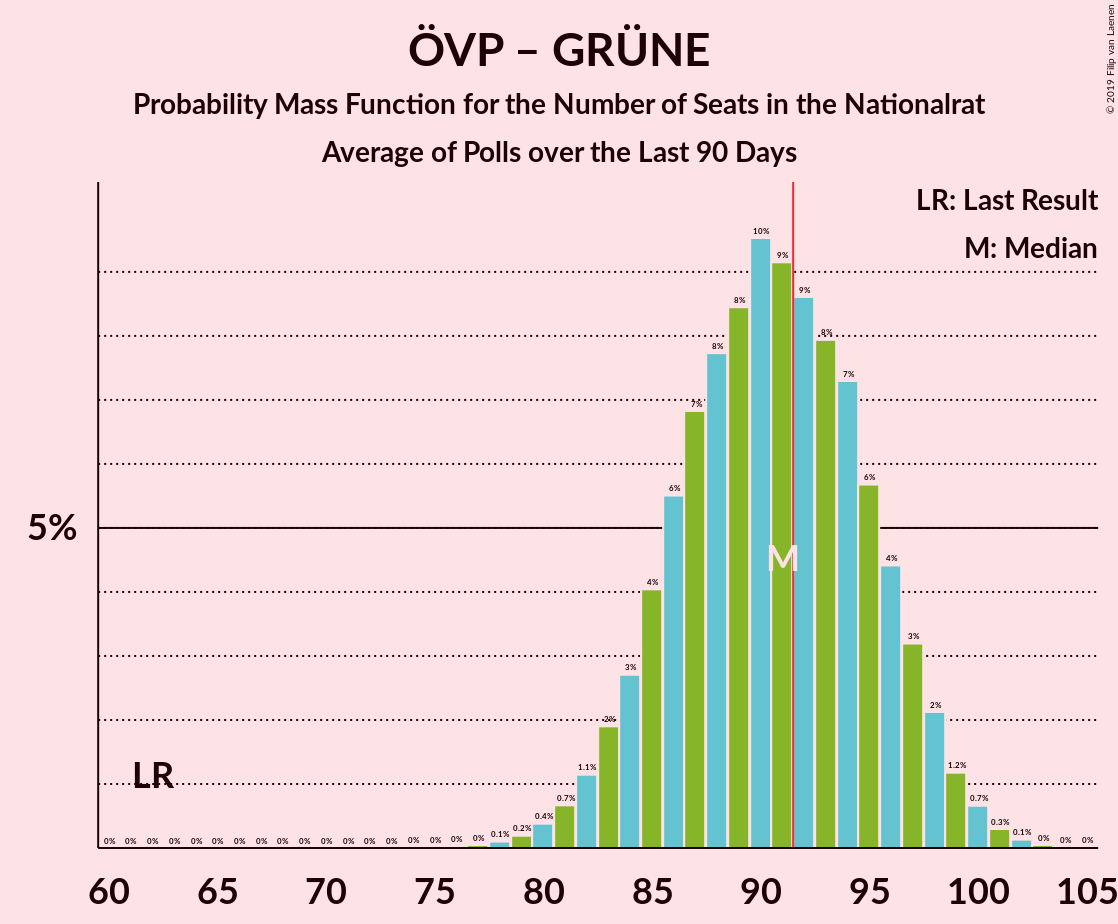 © 2019 Filip van Laenen
ÖVP – GRÜNE
Probability Mass Function for the Number of Seats in the Nationalrat
Average of Polls over the Last 90 Days
LR: Last Result
M: Median
10%
9%
9%
8%
8%
8%
7%
7%
6%
6%
5%
M
4%
4%
3%
3%
2%
2%
LR
1.1%
1.2%
0.7%
0.7%
0.4%
0.3%
0.2%
0.1%
0.1%
0% 0% 0% 0% 0% 0% 0% 0% 0% 0% 0% 0% 0% 0% 0% 0% 0% 0% 0% 0% 0%
60 65 70 75 80 85 90 95 100 105